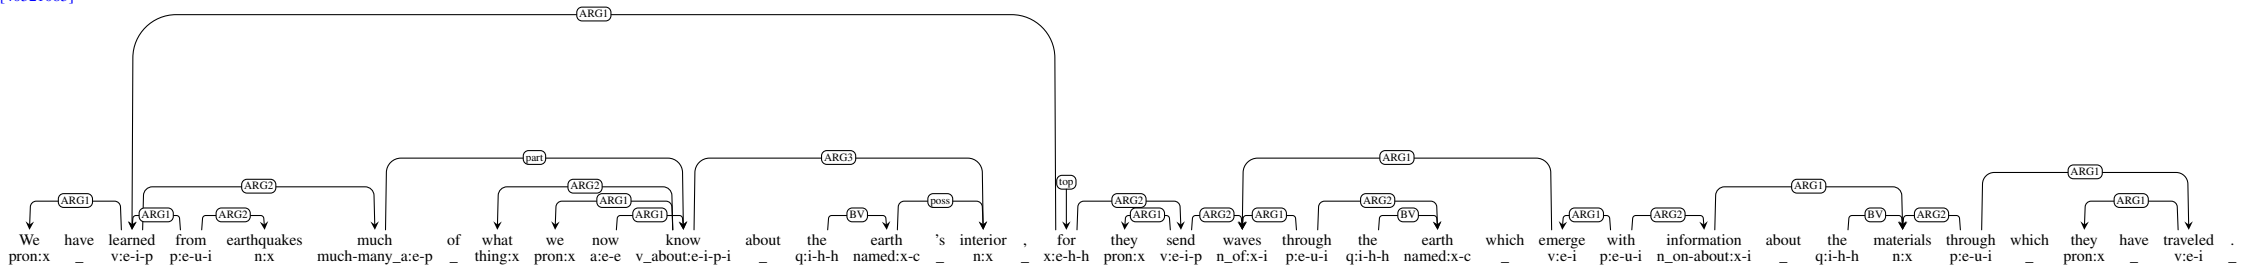 ARG1
part
ARG3
ARG1
top
ARG1
ARG2
ARG2
ARG1
ARG1
ARG1
poss
ARG2
ARG2
ARG1
ARG1
ARG2
ARG1
BV
ARG1
ARG2
ARG1
BV
ARG1
ARG2
BV
ARG2
We have learned from earthquakes much of what we now know about the earth 's interior , for they send waves through the earth which emerge with information about the materials through which they have traveled .
pron:x _ v:e-i-p p:e-u-i n:x much-many_a:e-p _ thing:x pron:x a:e-e v_about:e-i-p-i _ q:i-h-h named:x-c _ n:x _ x:e-h-h pron:x v:e-i-p n_of:x-i p:e-u-i q:i-h-h named:x-c _ v:e-i p:e-u-i n_on-about:x-i _ q:i-h-h n:x p:e-u-i _ pron:x _ v:e-i _